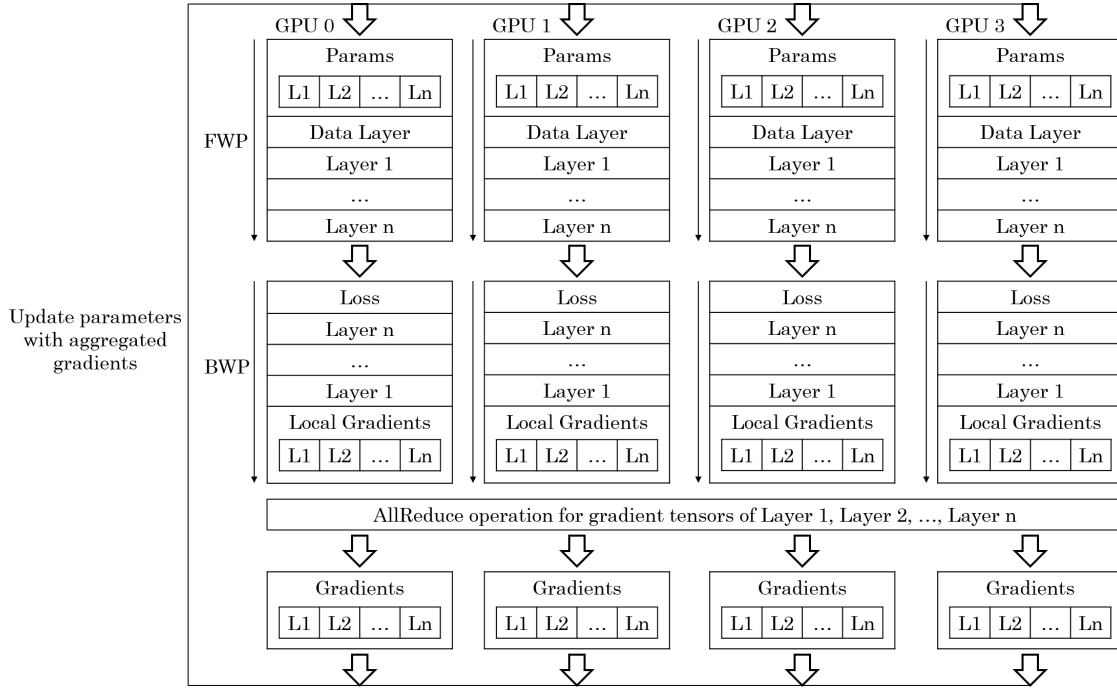 GPU 0 GPU 1 GPU 2 GPU 3
Params Params Params Params
L1 L2 ... Ln L1 L2 ... Ln L1 L2 ... Ln L1 L2 ... Ln
FWP
Data Layer Data Layer Data Layer Data Layer
Layer 1 Layer 1 Layer 1 Layer 1
... ... ... ...
Layer n Layer n Layer n Layer n
Loss Loss Loss Loss
Update parameters
with aggregated
gradients
Layer n Layer n Layer n Layer n
BWP
... ... ... ...
Layer 1 Layer 1 Layer 1 Layer 1
Local Gradients Local Gradients Local Gradients Local Gradients
L1 L2 ... Ln L1 L2 ... Ln L1 L2 ... Ln L1 L2 ... Ln
AllReduce operation for gradient tensors of Layer 1, Layer 2, ..., Layer n
Gradients Gradients Gradients Gradients
L1 L2 ... Ln L1 L2 ... Ln L1 L2 ... Ln L1 L2 ... Ln